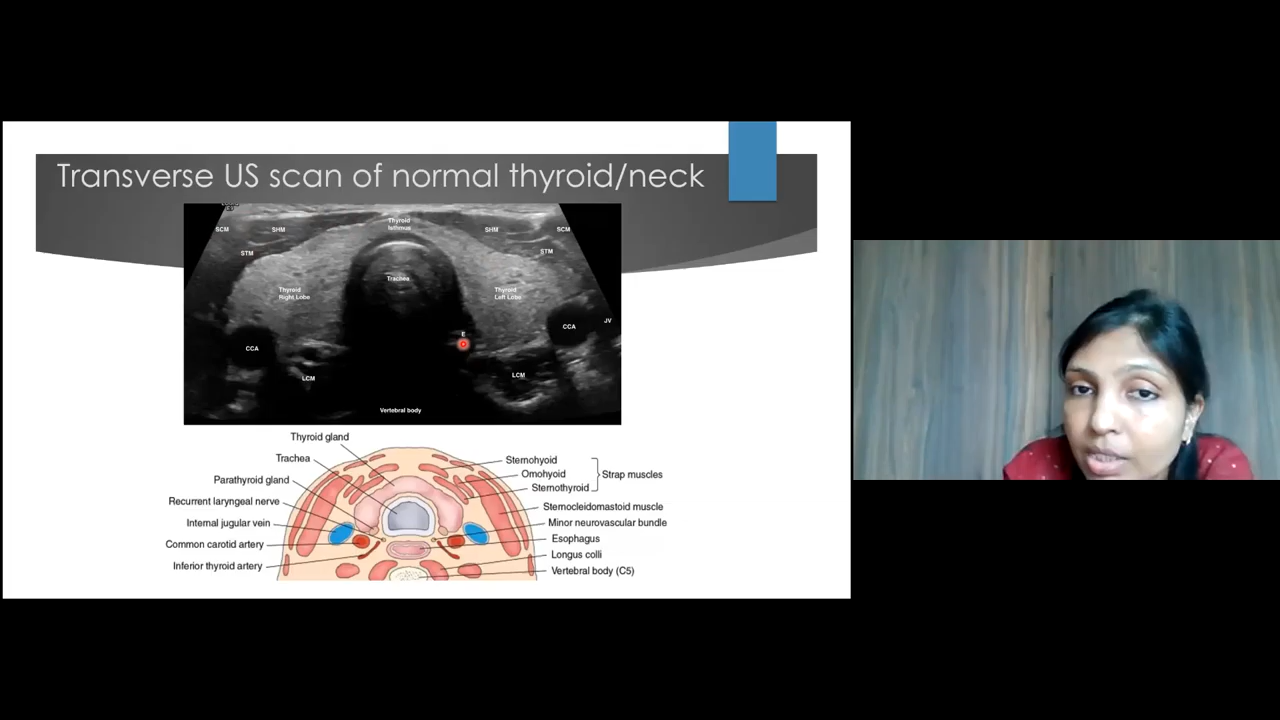 Transverse US scan of normal thyroid/neck
Thyroid
Isthmus
SCM
SHM
SHM
SCM
STM
STM
Trachea
Thyroid
Right Lobe
Thyroid
Left Lobe
JV
CCA
E
CCA
LCM
LCM
Vertebral body
Thyroid gland
Trachea
Parathyroid gland
Recurrent laryngeal nerve
Internal jugular vein
Common carotid artery
Inferior thyroid artery
Sternohyoid
Omohyoid
Sternothyroid
Strap muscles
Sternocleidomastoid muscle
Minor neurovascular bundle
Esophagus
Longus colli
Vertebral body (C5)